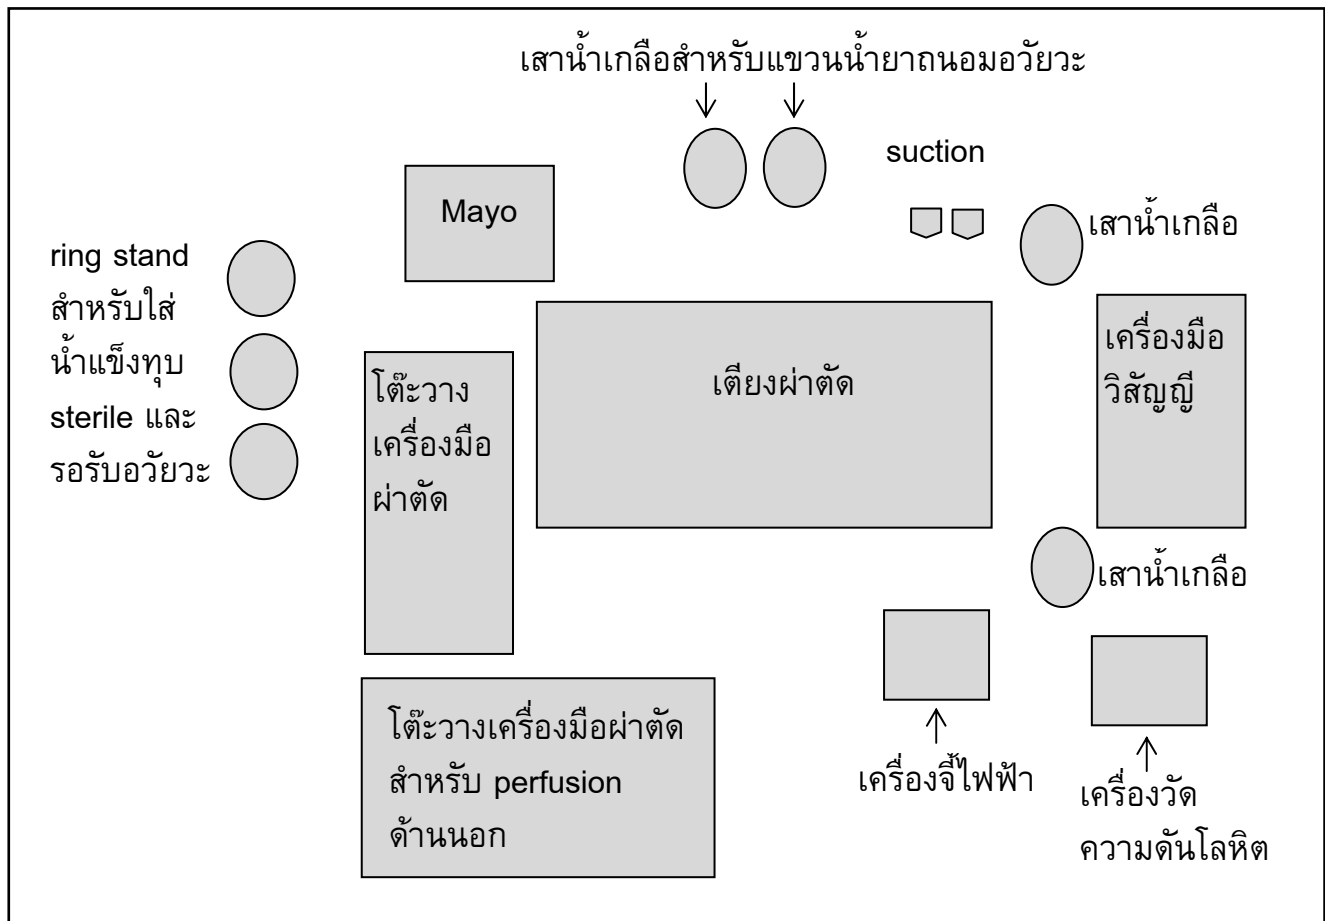 เสาน้ำเกลือสำหรับแขวนน้ำยาถนอมอวัยวะ
suction
Mayo
เสาน้ำเกลือ
ring stand
สำหรับใส่
น้ำแข็งทุบ
sterile และ
รอรับอวัยวะ
โต๊ะวาง
เครื่องมือ
ผ่าตัด
เตียงผ่าตัด
เครื่องมือ
วิสัญญี
เสาน้ำเกลือ
โต๊ะวางเครื่องมือผ่าตัด
สำหรับ perfusion
ด้านนอก
เครื่องจี้ไฟฟ้า
เครื่องวัด
ความดันโลหิต